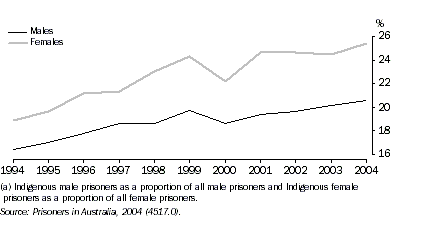 Males
Females
%
26
24
22
20
18
16
1994 1995 1996 1997 1998 1999 2000 2001 2002 2003 2004
(a) Indigenous male prisoners as a proportion of all male prisoners and Indigenous female
prisoners as a proportion of all female prisoners.
Source: Prisoners in Australia, 2004 (4517.0).